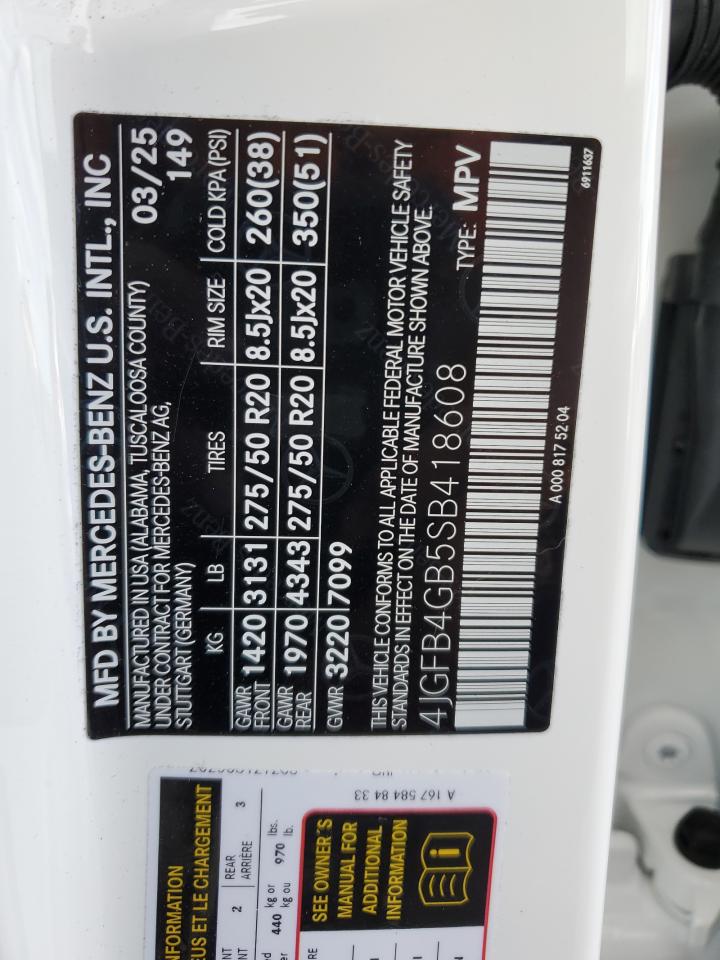 MFD BY MERCEDES-BENZ U.S. INTL., INC
MANUFACTURED IN USA (ALABAMA, TUSCALOOSA COUNTY) 03/25
UNDER CONTRACT FOR MERCEDES-BENZ AG, 149
STUTTGART (GERMANY)
KG LB TIRES RIM SIZE COLD KPA(PSI)
GAWR FRONT 1420 3131 275/50 R20 8.5Jx20 260(38)
GAWR REAR 1970 4343 275/50 R20 8.5Jx20 350(51)
GVWR 3220 7099
THIS VEHICLE CONFORMS TO ALL APPLICABLE FEDERAL MOTOR VEHICLE SAFETY
STANDARDS IN EFFECT ON THE DATE OF MANUFACTURE SHOWN ABOVE.
4JGFB4GB5SB418608 TYPE: MPV
A 000 817 52 04 6911637
NFORMATION
EUS ET LE CHARGEMENT
2 REAR ARRIÈRE 3
440 kg or 970 lbs.
kg ou lb.
SEE OWNER'S
MANUAL FOR
ADDITIONAL
INFORMATION
A 167 584 84 33